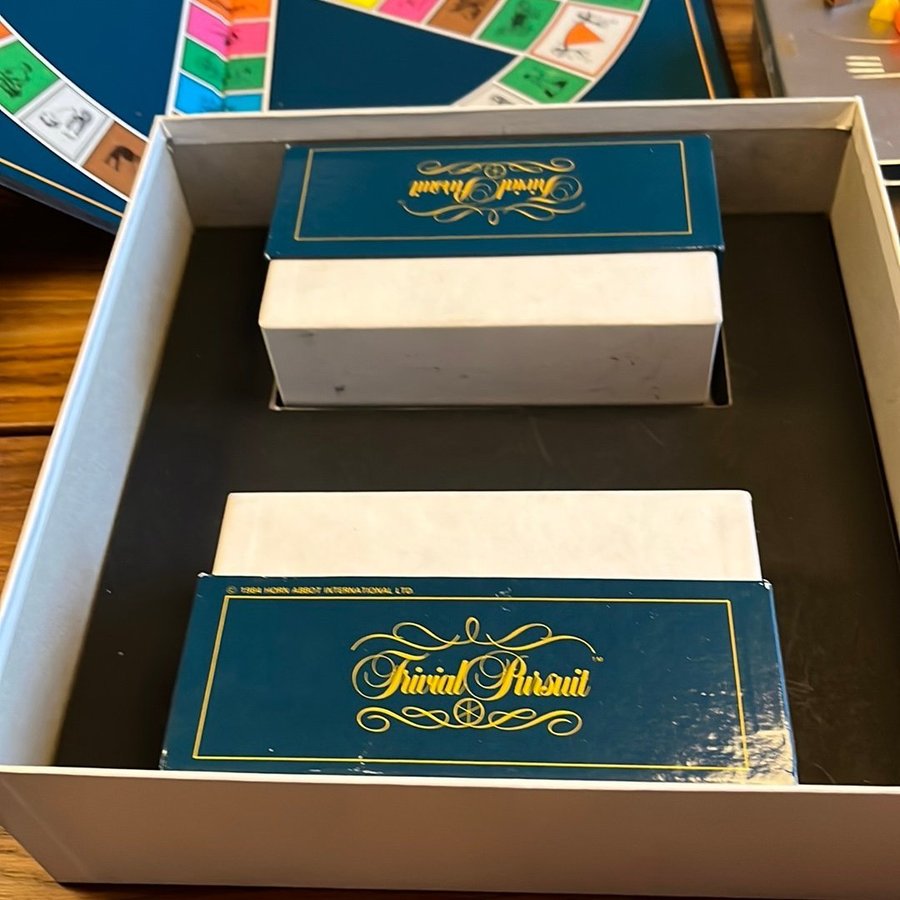 Trivial Pursuit
© 1984 HORN ABBOT INTERNATIONAL LTD.
Trivial Pursuit™